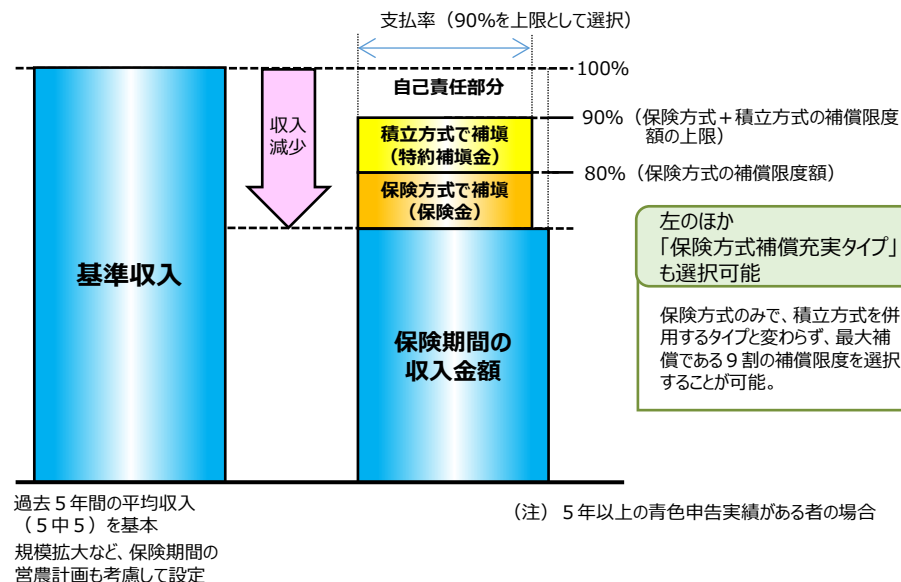 支払率（90%を上限として選択）
100%
自己責任部分
収入
減少
積立方式で補塡
（特約補塡金）
90%（保険方式＋積立方式の補償限度
額の上限）
80%（保険方式の補償限度額）
保険方式で補塡
（保険金）
左のほか
「保険方式補償充実タイプ」
も選択可能
基準収入
保険期間の
収入金額
保険方式のみで、積立方式を併
用するタイプと変わらず、最大補
償である９割の補償限度を選択
することが可能。
過去５年間の平均収入
（５中５）を基本
規模拡大など、保険期間の
営農計画も考慮して設定
（注）５年以上の青色申告実績がある者の場合